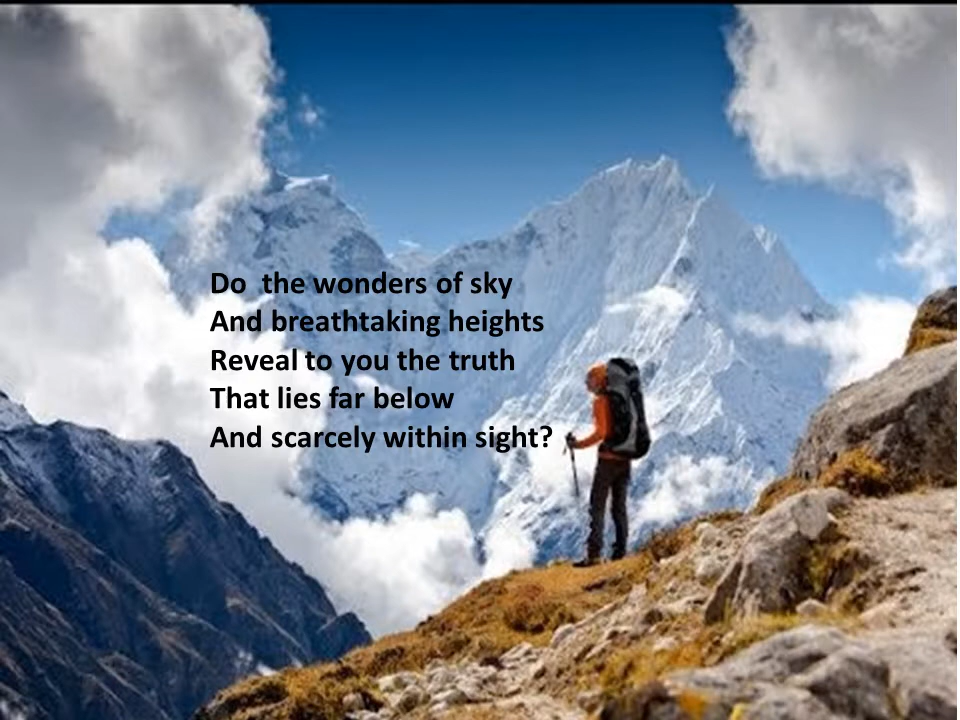 Do  the wonders of sky
And breathtaking heights
Reveal to you the truth
That lies far below
And scarcely within sight?